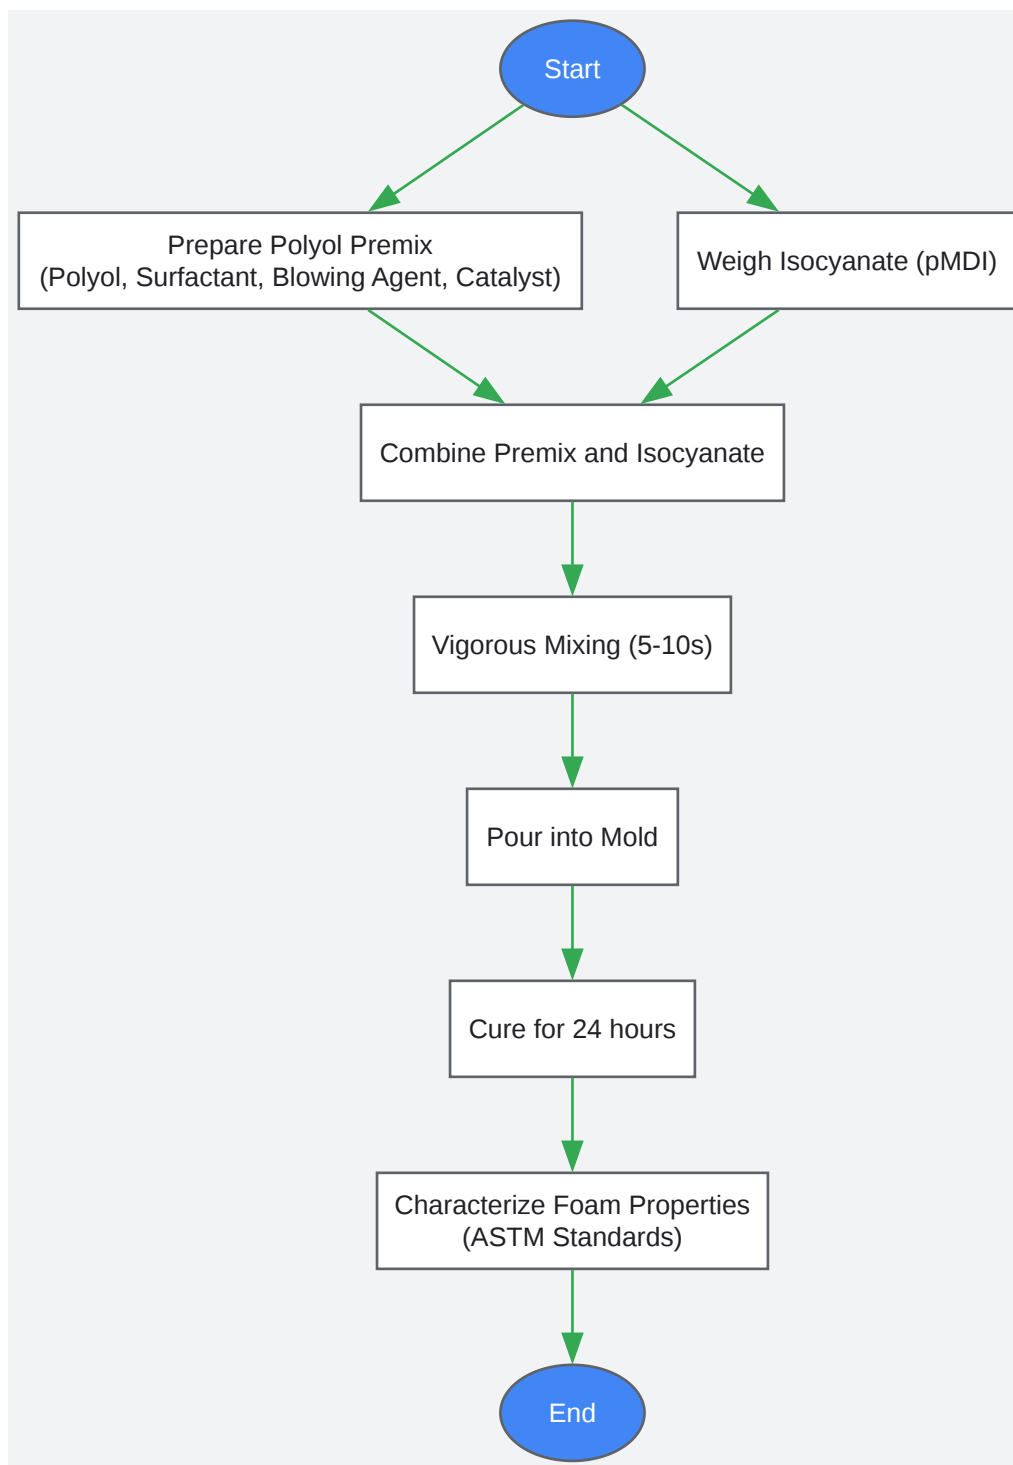 Start
Prepare Polyol Premix
(Polyol, Surfactant, Blowing Agent, Catalyst)
Weigh Isocyanate (pMDI)
Combine Premix and Isocyanate
Vigorous Mixing (5-10s)
Pour into Mold
Cure for 24 hours
Characterize Foam Properties
(ASTM Standards)
End